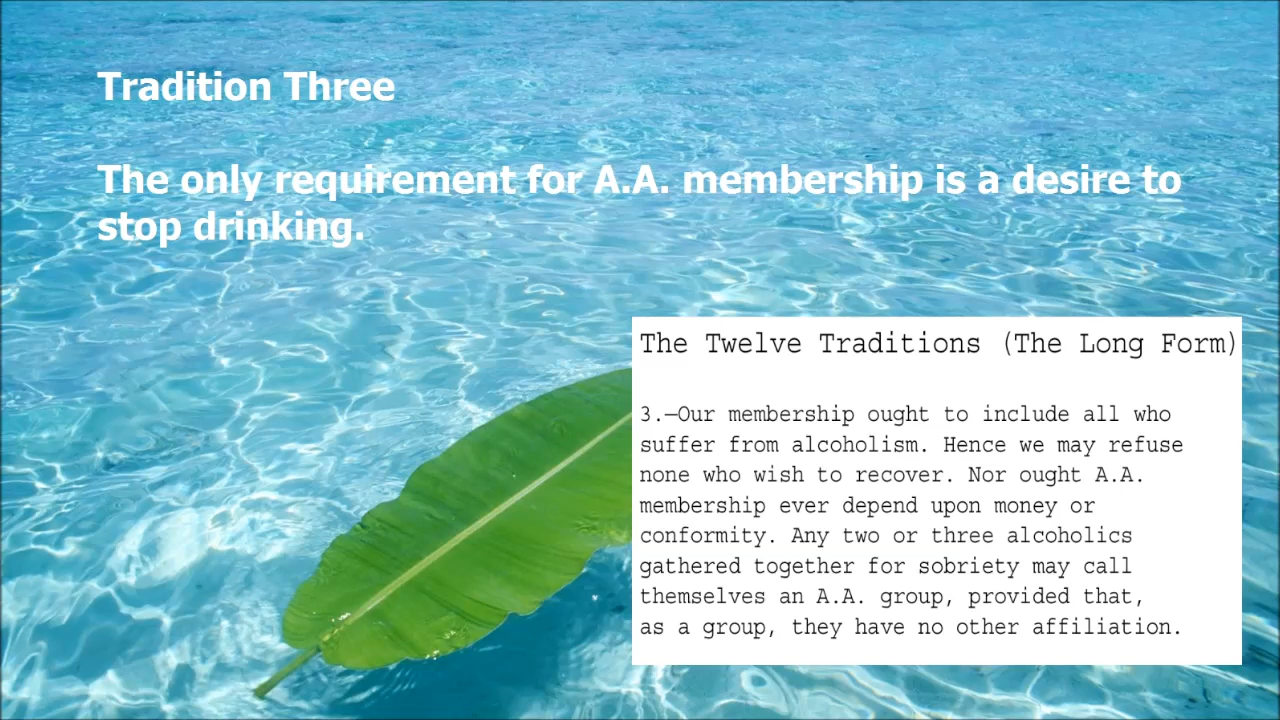 Tradition Three
The only requirement for A.A. membership is a desire to
stop drinking.
The Twelve Traditions (The Long Form)
3.—Our membership ought to include all who
suffer from alcoholism. Hence we may refuse
none who wish to recover. Nor ought A.A.
membership ever depend upon money or
conformity. Any two or three alcoholics
gathered together for sobriety may call
themselves an A.A. group, provided that,
as a group, they have no other affiliation.